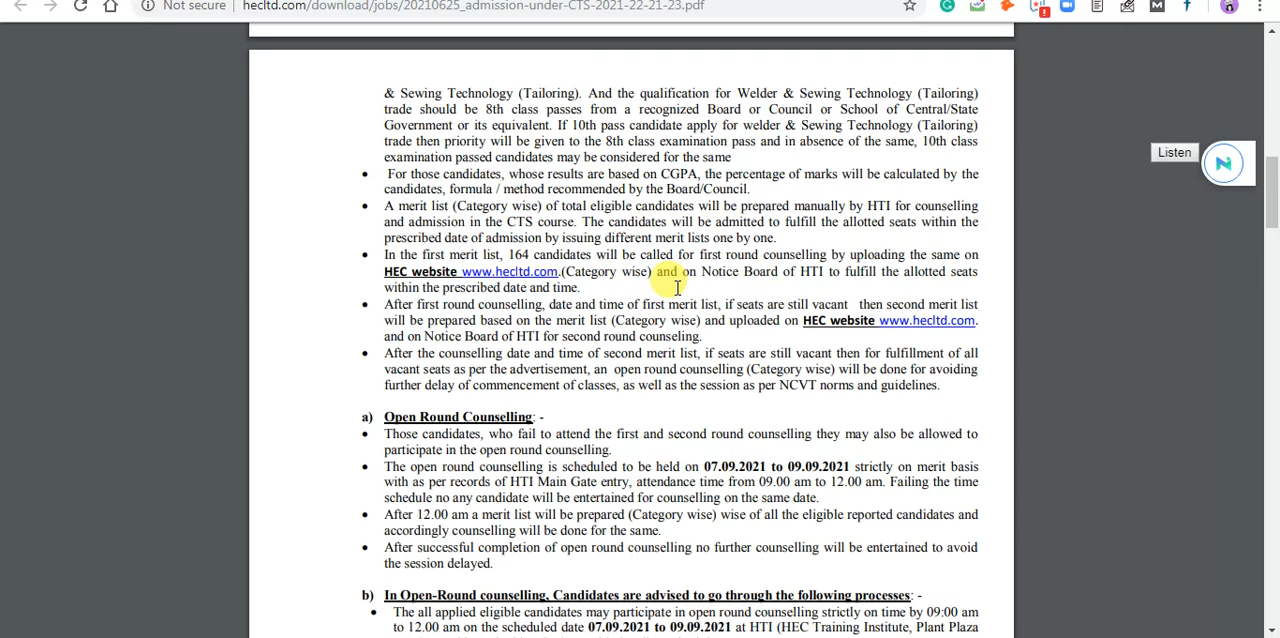 Not secure | hecltd.com/download/jobs/20210625_admission-under-CTS-2021-22-21-23.pdf
& Sewing Technology (Tailoring). And the qualification for Welder & Sewing Technology (Tailoring)
trade should be 8th class passes from a recognized Board or Council or School of Central/State
Government or its equivalent. If 10th pass candidate apply for welder & Sewing Technology (Tailoring)
trade then priority will be given to the 8th class examination pass and in absence of the same, 10th class
examination passed candidates may be considered for the same
• For those candidates, whose results are based on CGPA, the percentage of marks will be calculated by the
candidates, formula / method recommended by the Board/Council.
• A merit list (Category wise) of total eligible candidates will be prepared manually by HTI for counselling
and admission in the CTS course. The candidates will be admitted to fulfill the allotted seats within the
prescribed date of admission by issuing different merit lists one by one.
• In the first merit list, 164 candidates will be called for first round counselling by uploading the same on
HEC website www.hecltd.com.(Category wise) and on Notice Board of HTI to fulfill the allotted seats
within the prescribed date and time.
• After first round counselling, date and time of first merit list, if seats are still vacant then second merit list
will be prepared based on the merit list (Category wise) and uploaded on HEC website www.hecltd.com.
and on Notice Board of HTI for second round counseling.
• After the counselling date and time of second merit list, if seats are still vacant then for fulfillment of all
vacant seats as per the advertisement, an open round counselling (Category wise) will be done for avoiding
further delay of commencement of classes, as well as the session as per NCVT norms and guidelines.
a) Open Round Counselling: -
• Those candidates, who fail to attend the first and second round counselling they may also be allowed to
participate in the open round counselling.
• The open round counselling is scheduled to be held on 07.09.2021 to 09.09.2021 strictly on merit basis
with as per records of HTI Main Gate entry, attendance time from 09.00 am to 12.00 am. Failing the time
schedule no any candidate will be entertained for counselling on the same date.
• After 12.00 am a merit list will be prepared (Category wise) wise of all the eligible reported candidates and
accordingly counselling will be done for the same.
• After successful completion of open round counselling no further counselling will be entertained to avoid
the session delayed.
b) In Open-Round counselling, Candidates are advised to go through the following processes: -
• The all applied eligible candidates may participate in open round counselling strictly on time by 09:00 am
to 12.00 am on the scheduled date 07.09.2021 to 09.09.2021 at HTI (HEC Training Institute, Plant Plaza
Listen